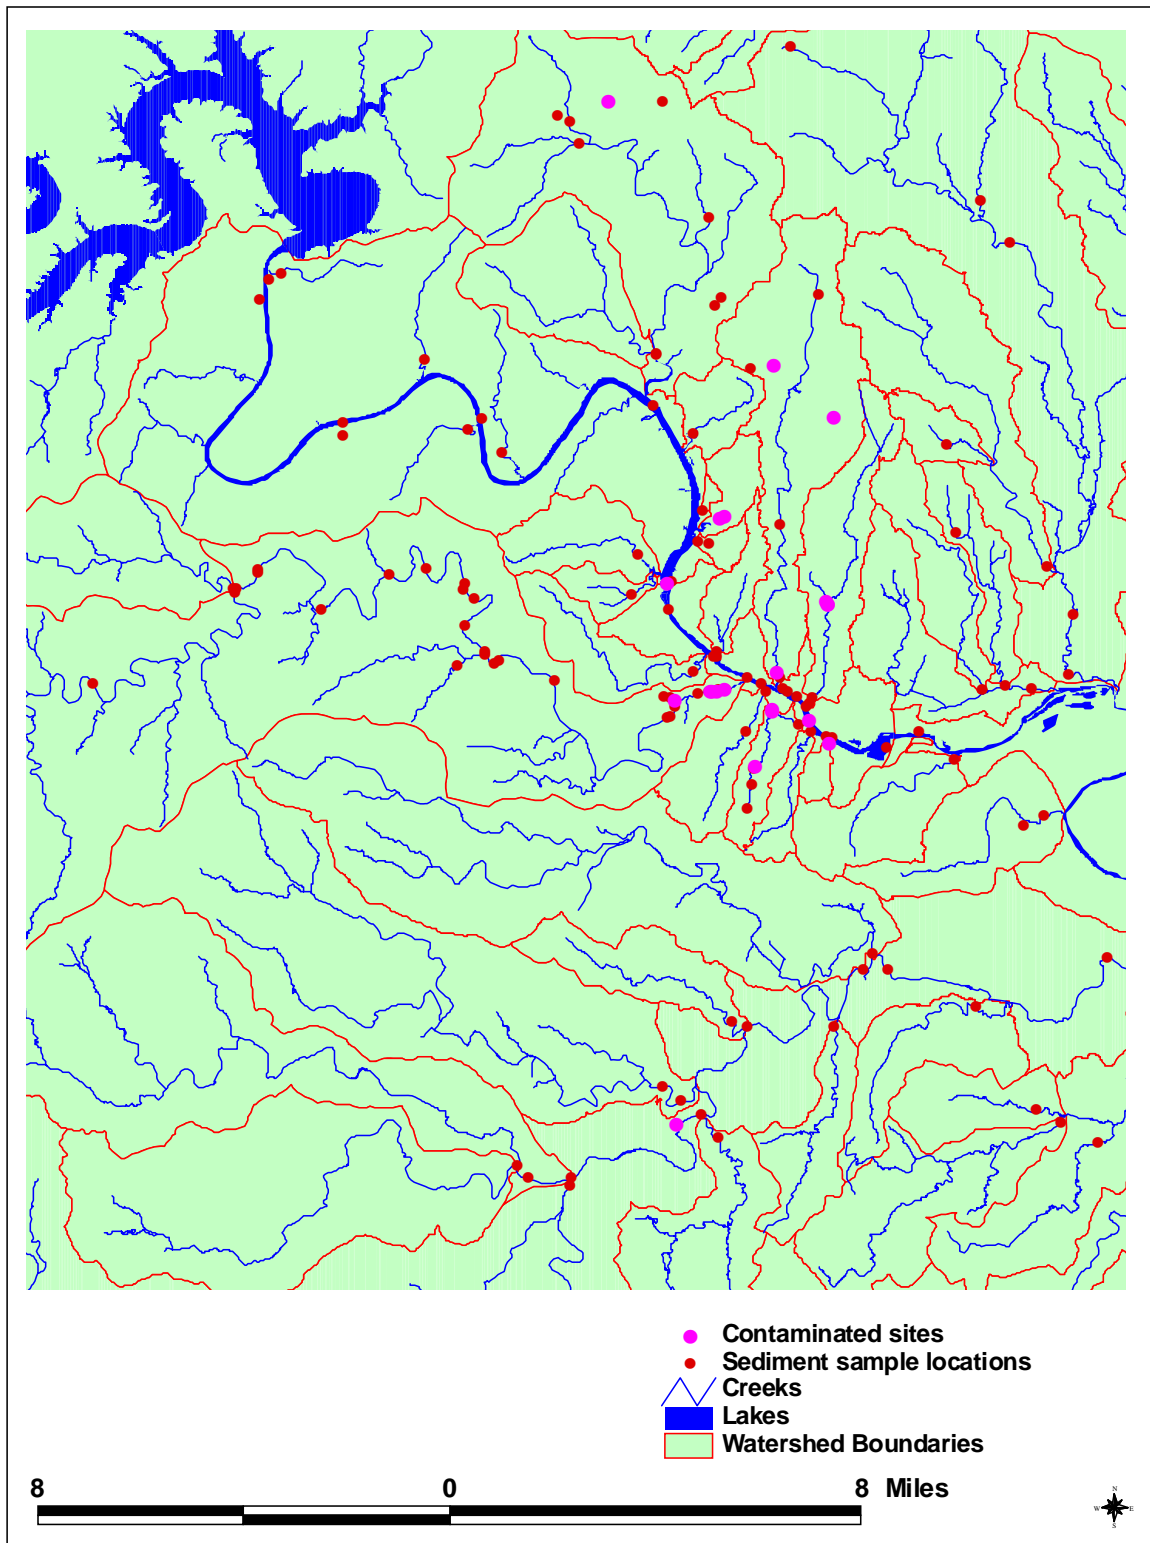 Contaminated sites
Sediment sample locations
Creeks
Lakes
Watershed Boundaries
8 0 8 Miles
N
W E
S